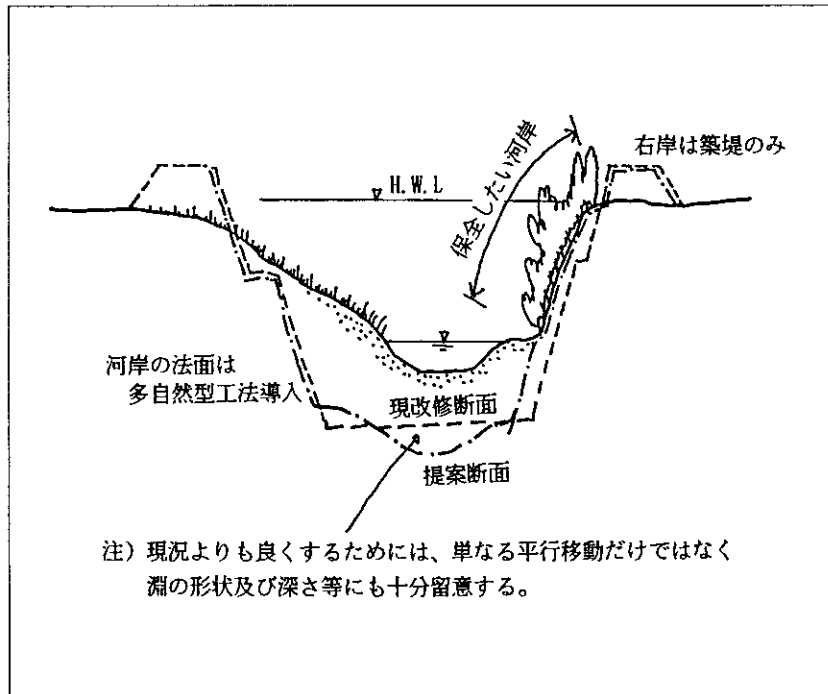 右岸は築堤のみ
H.W.L
保全したい河岸
河岸の法面は
多自然型工法導入
現改修断面
提案断面
注）現況よりも良くするためには、単なる平行移動だけではなく
淵の形状及び深さ等にも十分留意する。